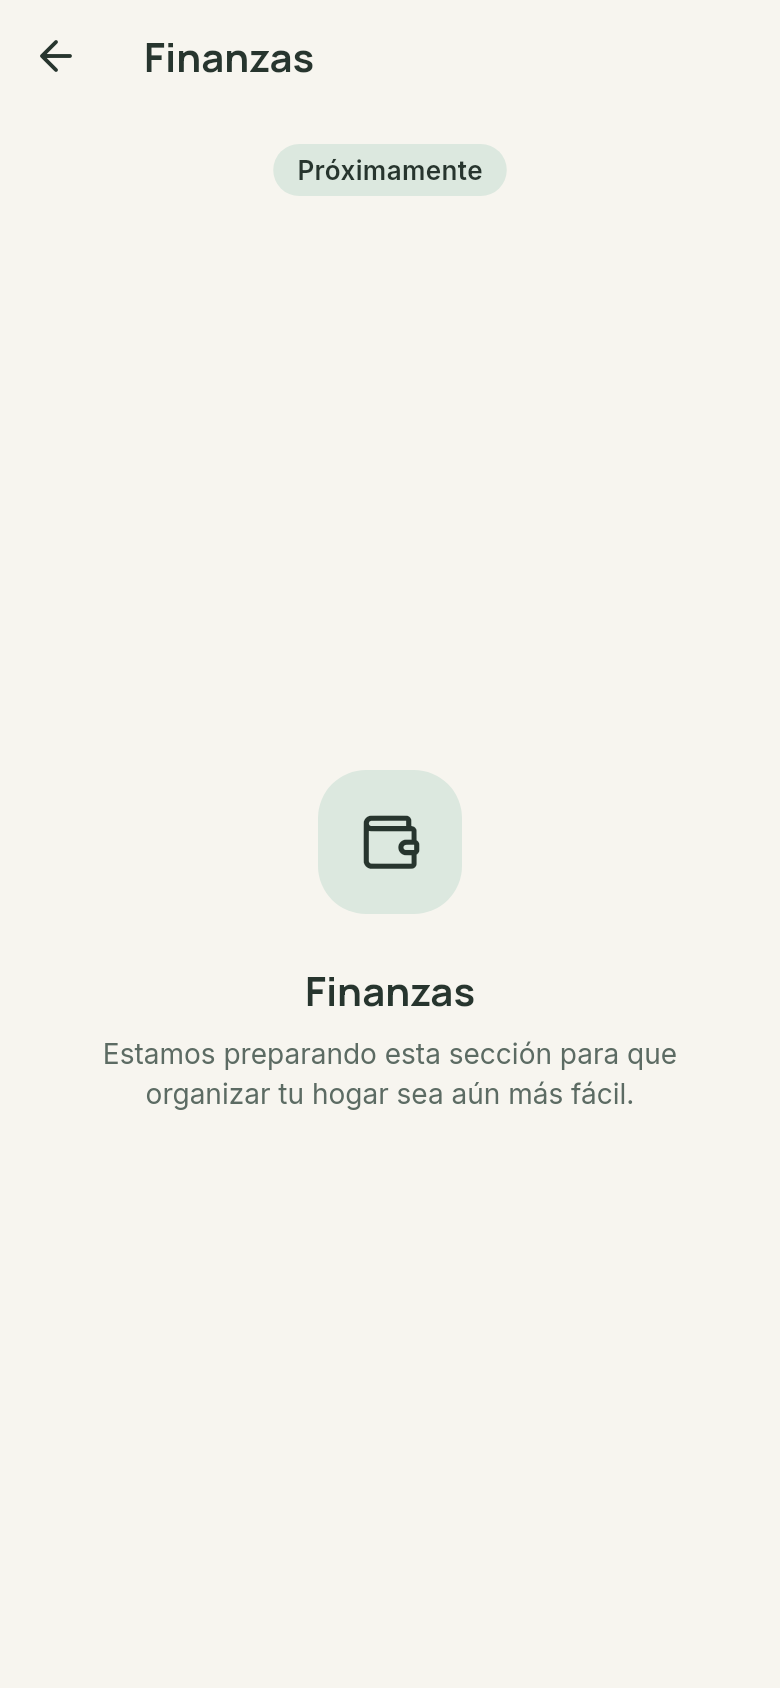 Finanzas
Próximamente
Finanzas
Estamos preparando esta sección para que
organizar tu hogar sea aún más fácil.